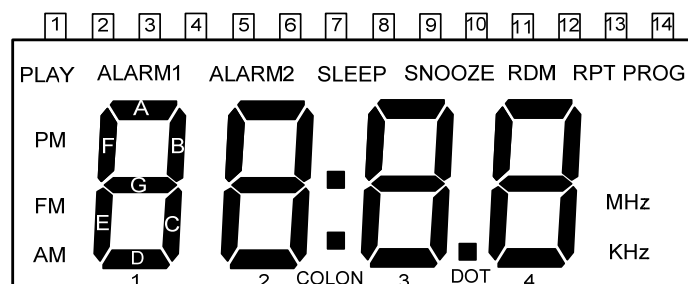 1 2 3 4 5 6 7 8 9 10 11 12 13 14
PLAY ALARM1 ALARM2 SLEEP SNOOZE RDM RPT PROG
A
PM F B
G
FM E C MHz
AM D KHz
1 2 COLON 3 DOT 4